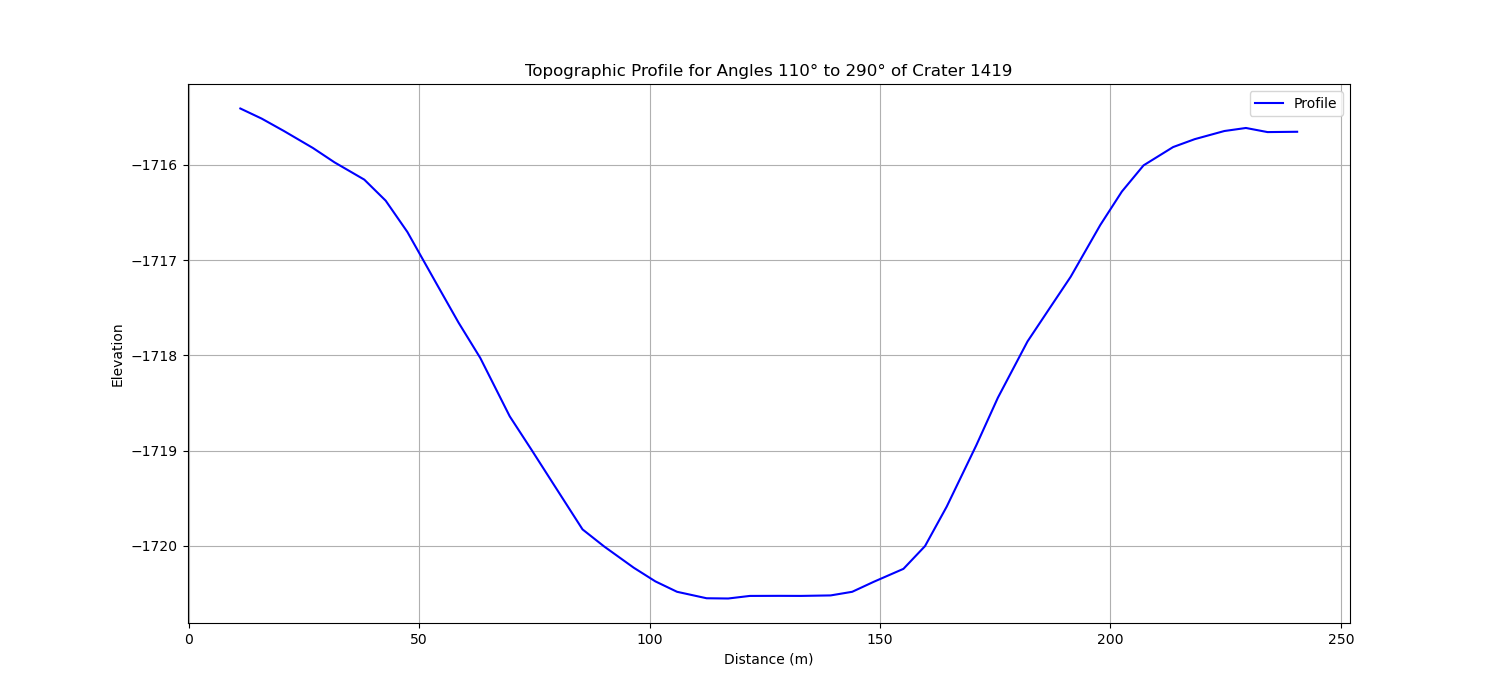 Topographic Profile for Angles 110° to 290° of Crater 1419
Profile
−1716
−1717
−1718
−1719
−1720
Elevation
0 50 100 150 200 250
Distance (m)